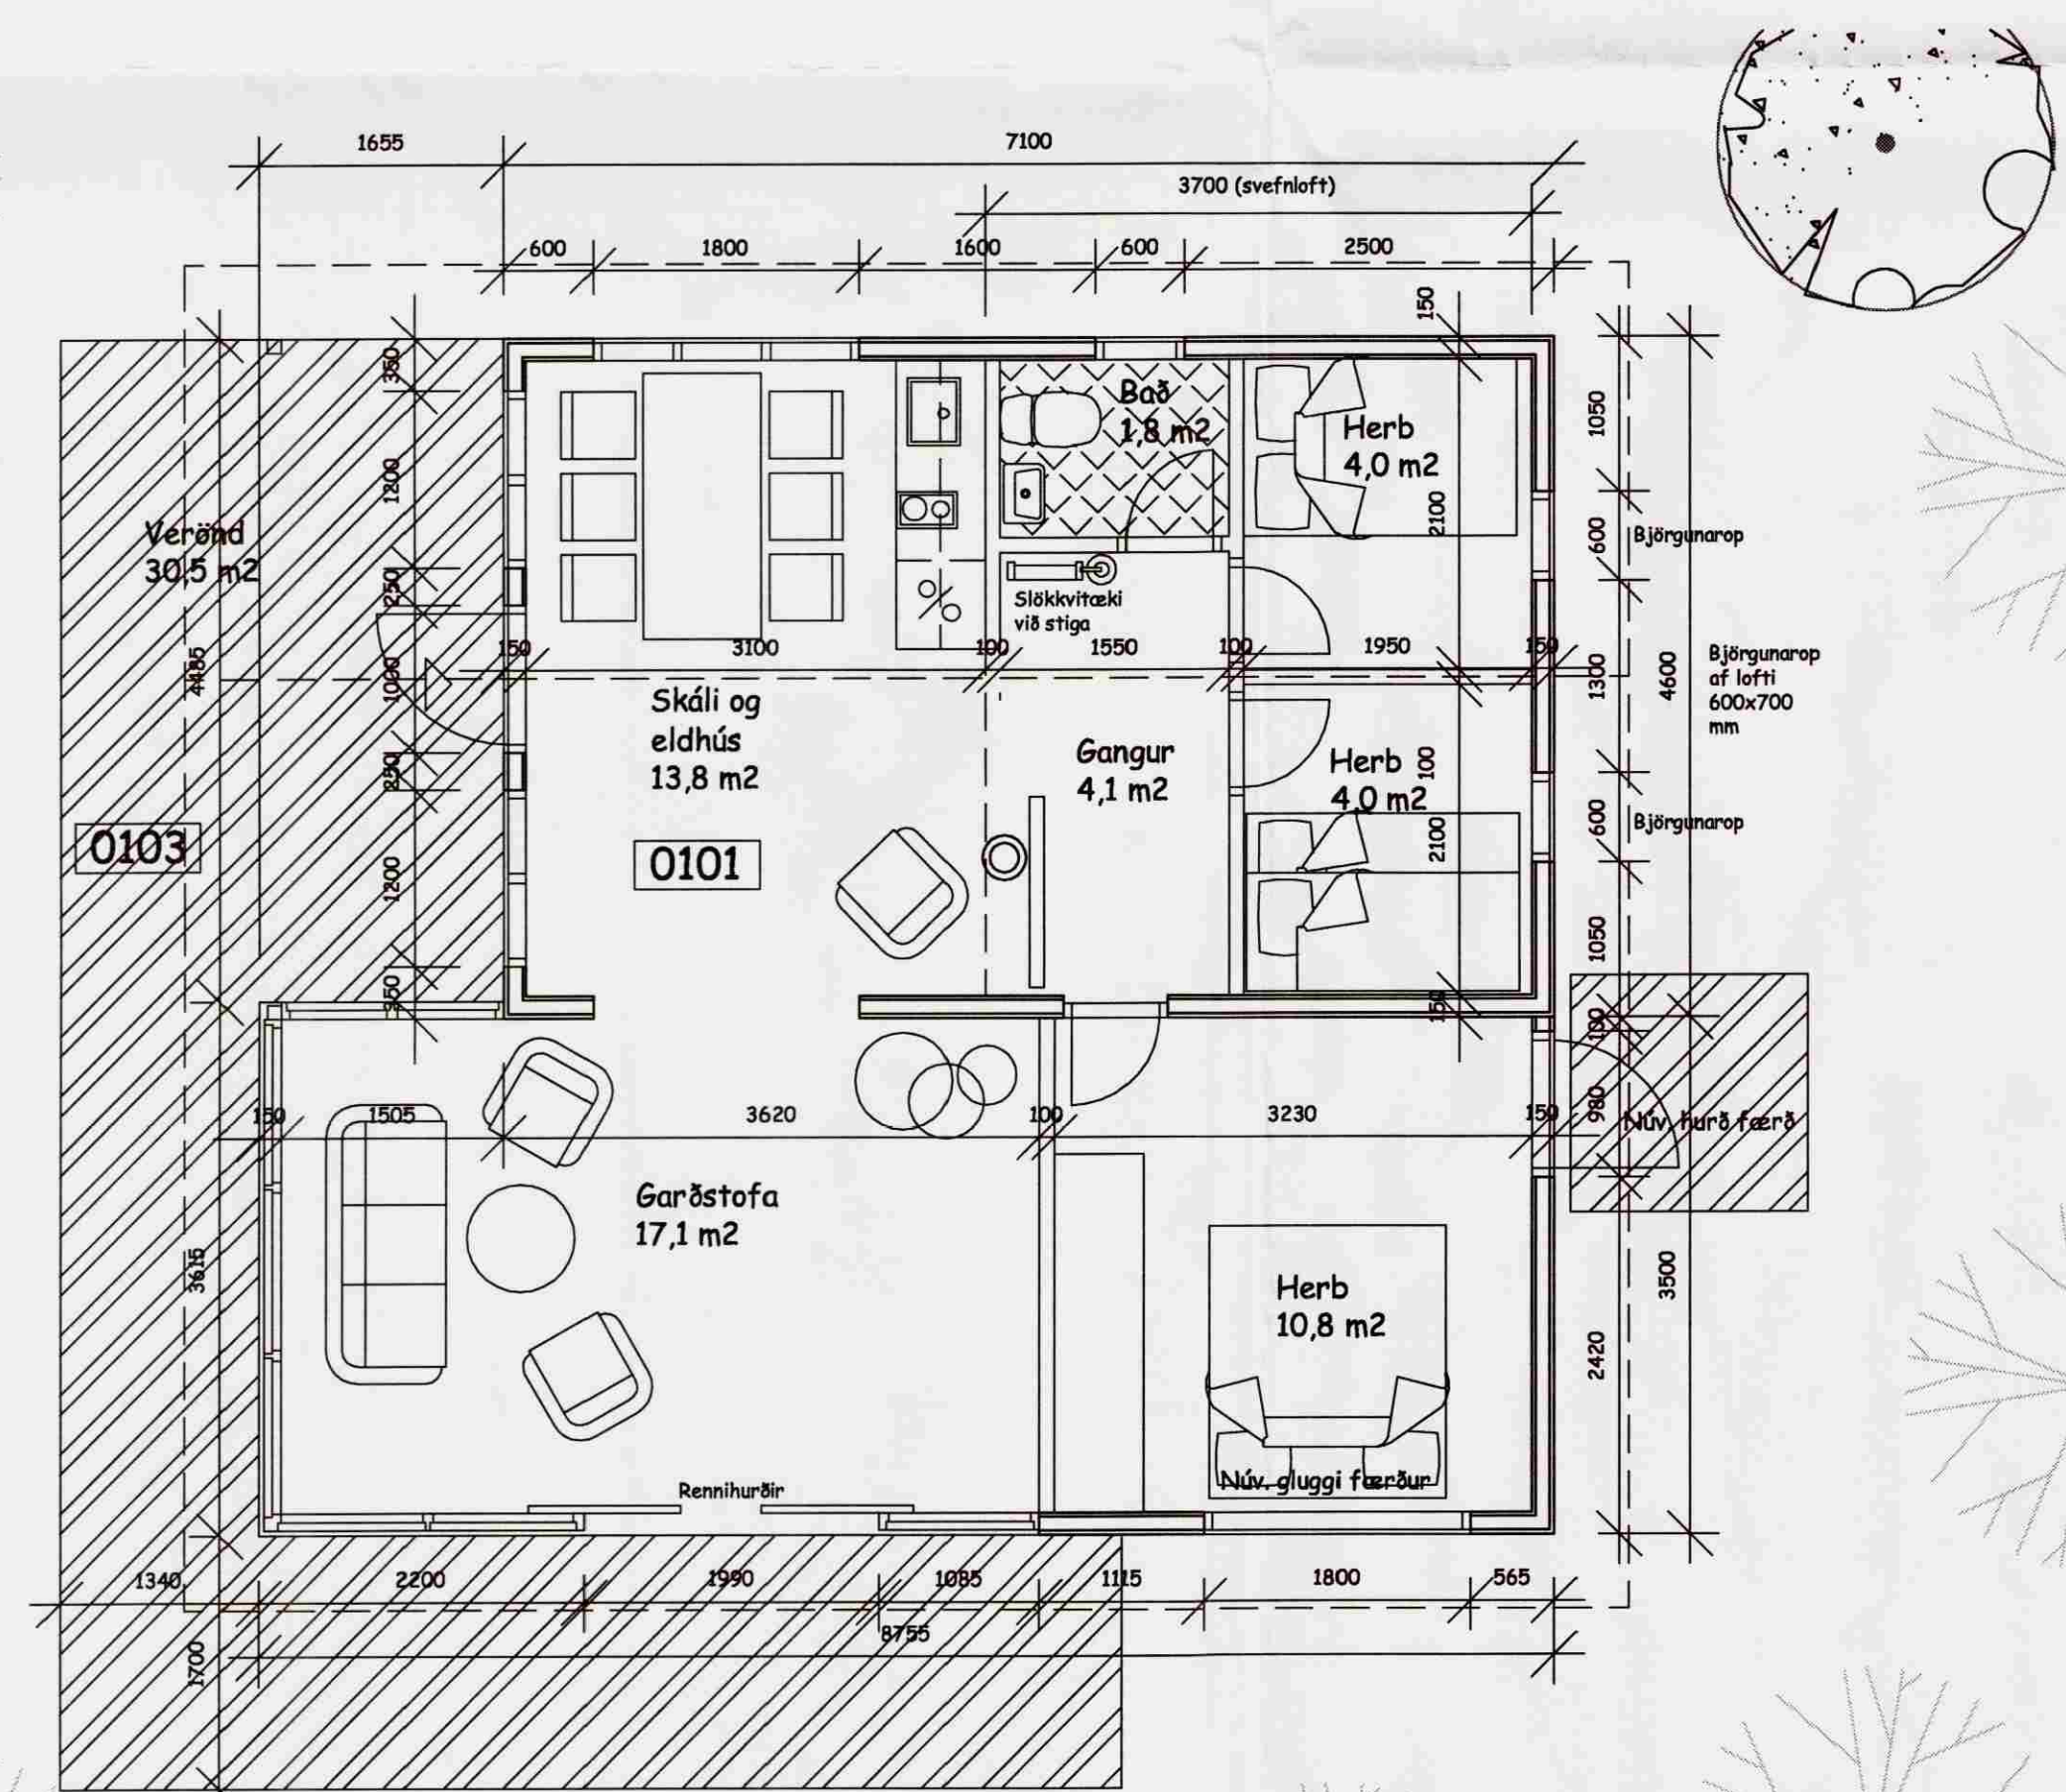 1655
7100
3700 (svefnloft)
600
1800
1600
600
2500
150
350
1200
250
1000
250
1200
350
4485
3615
1700
Verönd
30,5 m2
0103
Bað
1,8 m2
Herb
4,0 m2
2100
Slökkvitæki
við stiga
150
3100
100
1550
100
1950
150
Skáli og
eldhús
13,8 m2
0101
Gangur
4,1 m2
Herb
4,0 m2
100
2100
150
1050
600
Björgunarop
1300
4600
Björgunarop
af lofti
600x700
mm
600
Björgunarop
1050
100
980
Núv. hurð færð
2420
3500
150
1505
3620
100
3230
150
Garðstofa
17,1 m2
Herb
10,8 m2
Núv. gluggi færður
Rennihurðir
1340
2200
1990
1085
1115
1800
565
8755